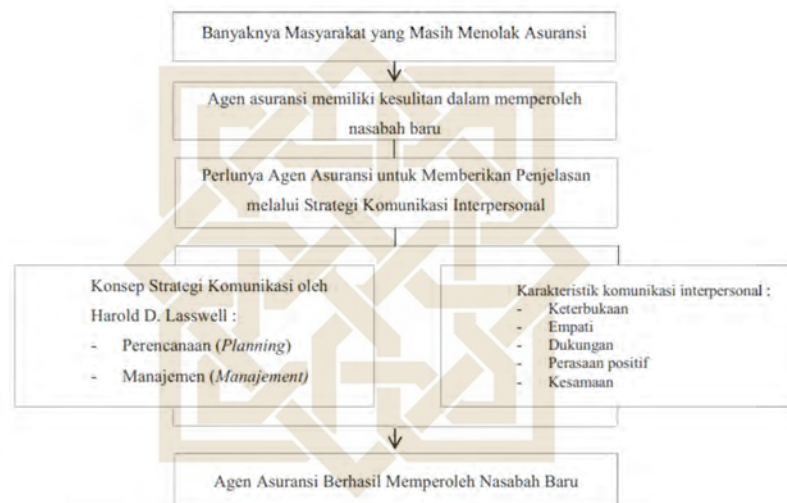 Banyaknya Masyarakat yang Masih Menolak Asuransi
Agen asuransi memiliki kesulitan dalam memperoleh
nasabah baru
Perlunya Agen Asuransi untuk Memberikan Penjelasan
melalui Strategi Komunikasi Interpersonal
Konsep Strategi Komunikasi oleh
Harold D. Lasswell :
- Perencanaan (Planning)
- Manajemen (Manajement)
Karakteristik komunikasi interpersonal :
- Keterbukaan
- Empati
- Dukungan
- Perasaan positif
- Kesamaan
Agen Asuransi Berhasil Memperoleh Nasabah Baru